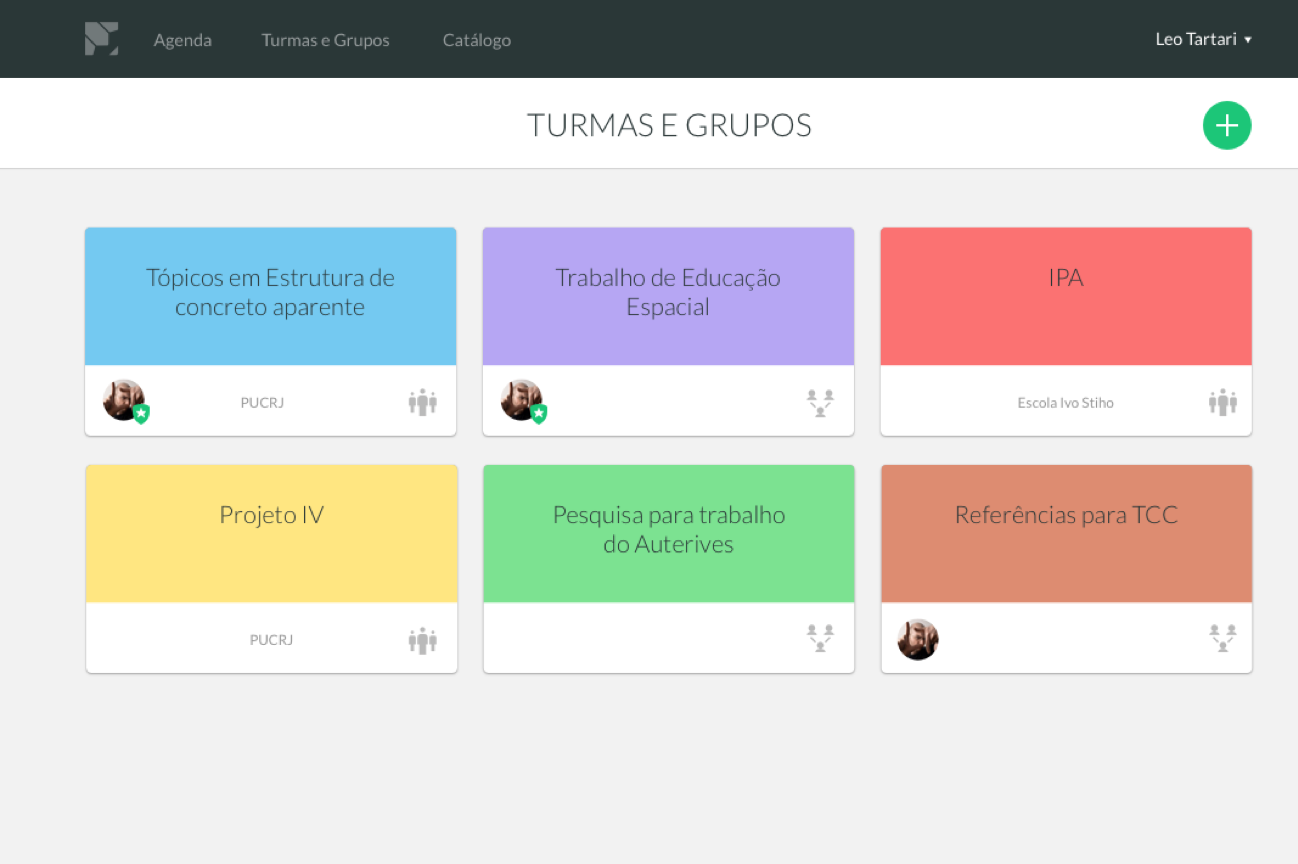 Agenda
Turmas e Grupos
Catálogo
Leo Tartari
TURMAS E GRUPOS
Tópicos em Estrutura de
concreto aparente
PUCRJ
Trabalho de Educação
Espacial
IPA
Escola Ivo Stiho
Projeto IV
PUCRJ
Pesquisa para trabalho
do Auterives
Referências para TCC